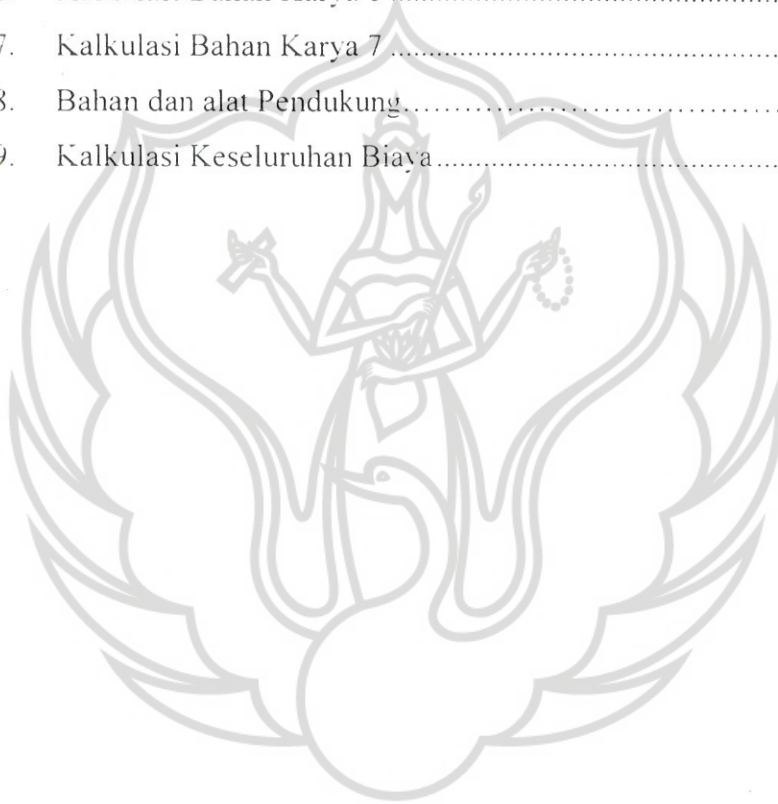 7. Kalkulasi Bahan Karya 7 ........................................
8. Bahan dan alat Pendukung........................................
9. Kalkulasi Keseluruhan Biaya ........................................